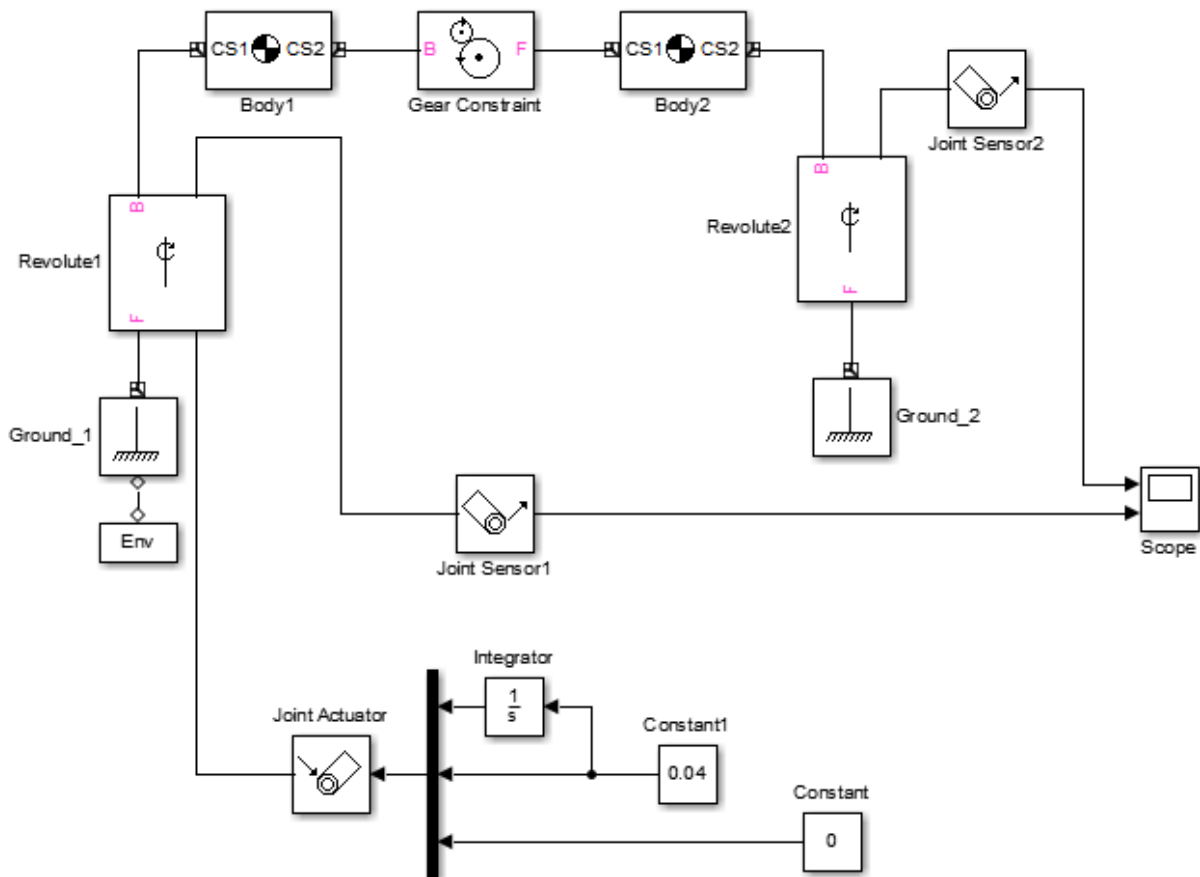 CS1 CS2
Body1
B F
Gear Constraint
CS1 CS2
Body2
Joint Sensor2
B
Revolute1
F
B
Revolute2
F
Ground_1
Env
Ground_2
Joint Sensor1
Scope
Integrator
1
s
Joint Actuator
Constant1
0.04
Constant
0